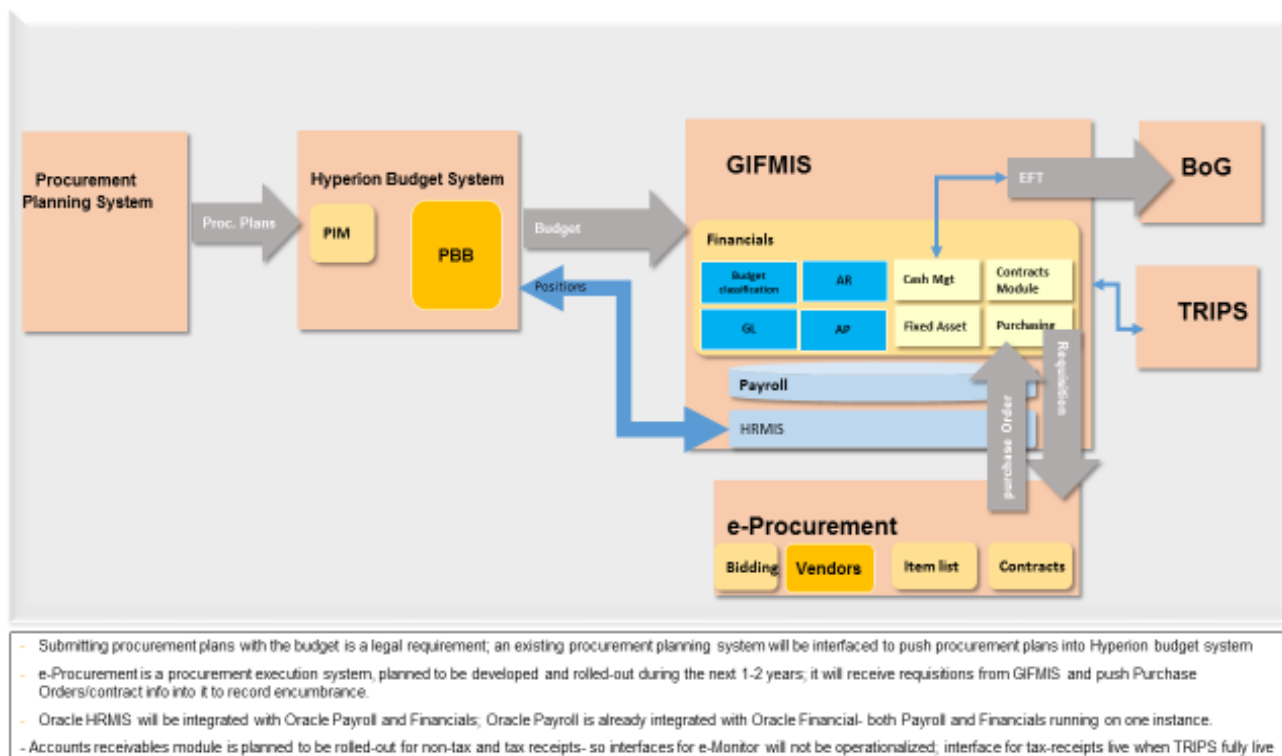 Procurement
Planning System
Proc. Plans
Hyperion Budget System
PIM
PBB
Budget
Positions
GIFMIS
Financials
Budget
classification
AR
Cash Mgt
Contracts
Module
GL
AP
Fixed Asset
Purchasing
Payroll
HRMIS
EFT
BoG
TRIPS
Requisition
purchase Order
e-Procurement
Bidding
Vendors
Item list
Contracts
- Submitting procurement plans with the budget is a legal requirement; an existing procurement planning system will be interfaced to push procurement plans into Hyperion budget system
- e-Procurement is a procurement execution system, planned to be developed and rolled-out during the next 1-2 years; it will receive requisitions from GIFMIS and push Purchase
Orders/contract info into it to record encumbrance.
- Oracle HRMIS will be integrated with Oracle Payroll and Financials; Oracle Payroll is already integrated with Oracle Financial- both Payroll and Financials running on one instance.
- Accounts receivables module is planned to be rolled-out for non-tax and tax receipts- so interfaces for e-Monitor will not be operationalized; interface for tax-receipts live when TRIPS fully live